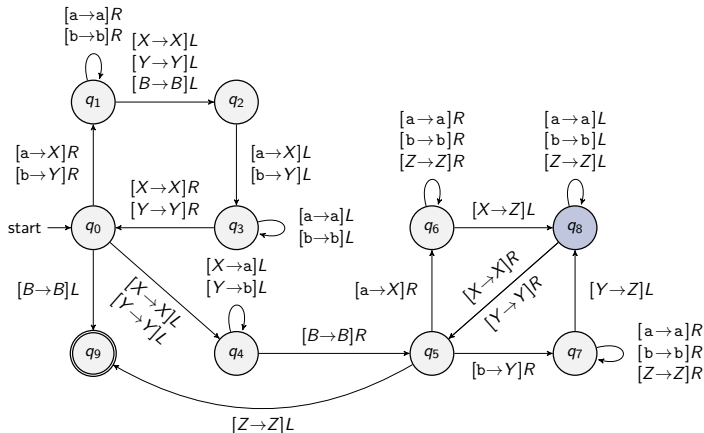 [a→a]R
[b→b]R
[X→X]L
[Y→Y]L
[B→B]L
q1
q2
[a→a]R
[b→b]R
[Z→Z]R
[a→a]L
[b→b]L
[Z→Z]L
[a→X]R
[b→Y]R
[a→X]L
[b→Y]L
[X→X]R
[Y→Y]R
start
q0
q3
[a→a]L
[b→b]L
q6
[X→Z]L
q8
[B→B]L
[X→X]L
[Y→Y]L
[X→a]L
[Y→b]L
[a→X]R
[X→X]R
[Y→Y]R
[Y→Z]L
q9
q4
[B→B]R
q5
[b→Y]R
q7
[a→a]R
[b→b]R
[Z→Z]R
[Z→Z]L